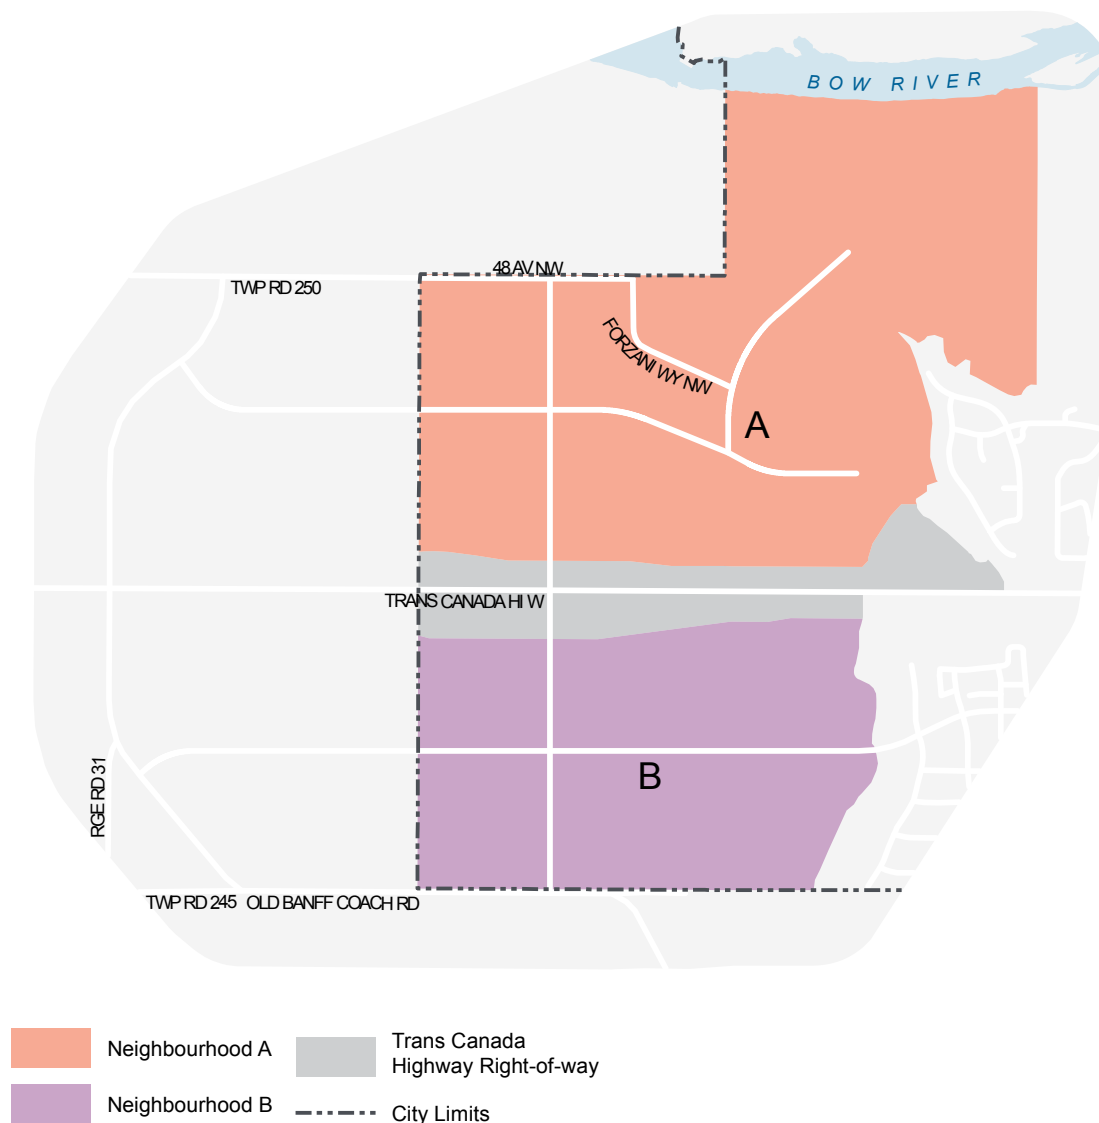 BOW RIVER
48 AV NW
TWP RD 250
FORZANI WY NW
A
TRANS CANADA HI W
B
RGE RD 31
TWP RD 245 OLD BANFF COACH RD
Neighbourhood A
Trans Canada
Highway Right-of-way
Neighbourhood B
City Limits